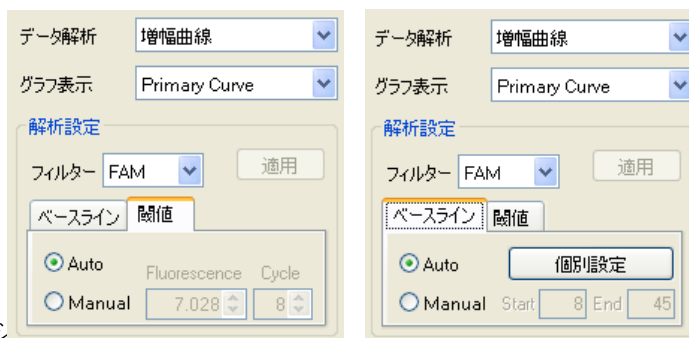 データ解析 増幅曲線
グラフ表示 Primary Curve
解析設定
フィルター FAM 適用
ベースライン 閾値
Auto Fluorescence Cycle
Manual 7.028 8
データ解析 増幅曲線
グラフ表示 Primary Curve
解析設定
フィルター FAM 適用
ベースライン 閾値
Auto 個別設定
Manual Start 8 End 45